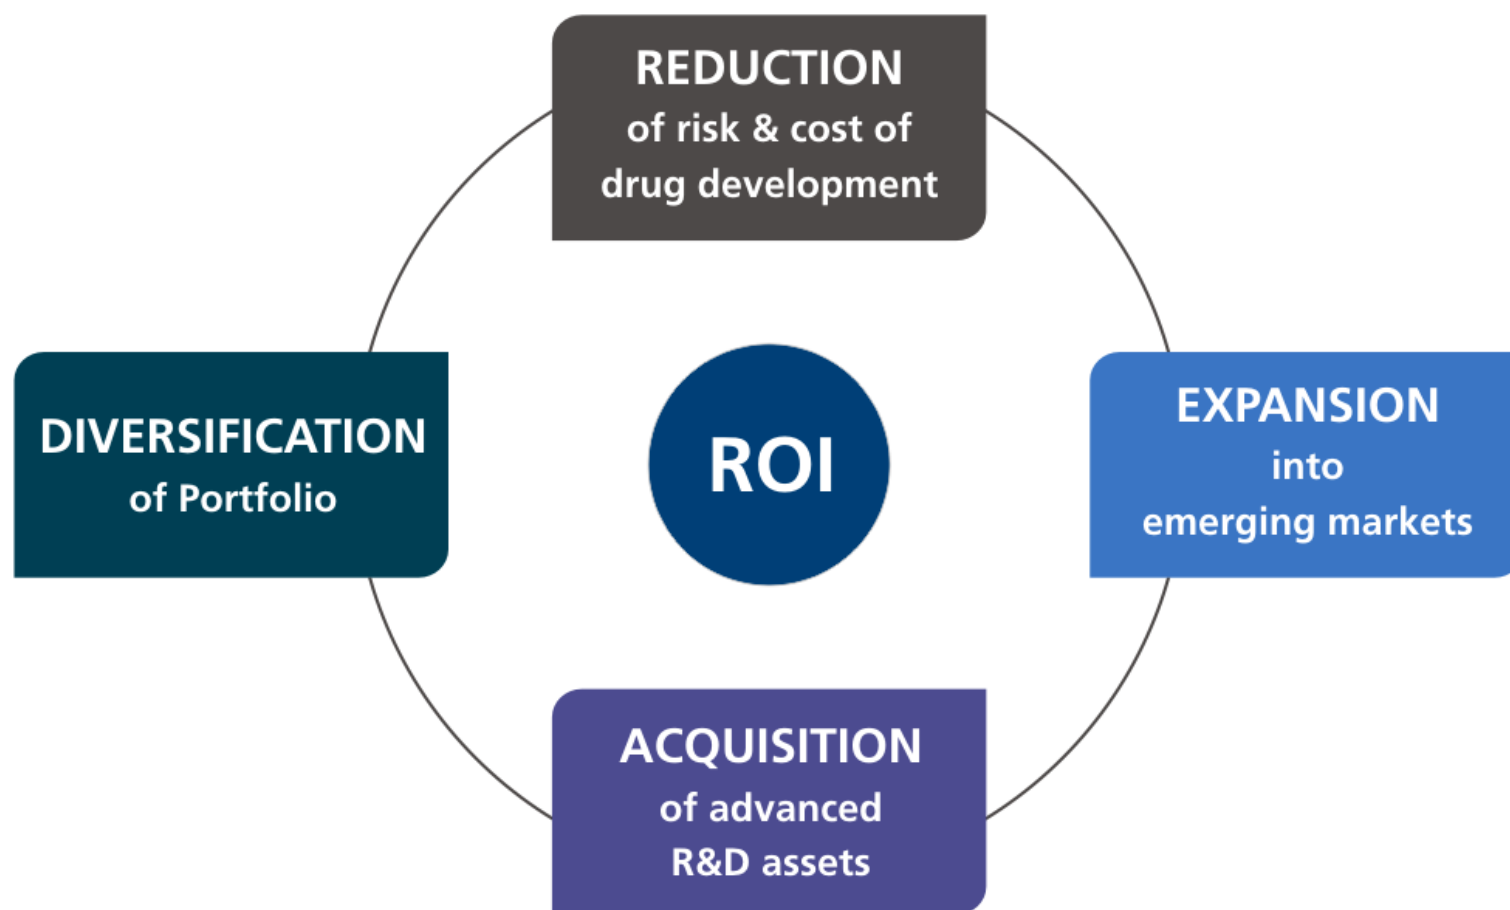 REDUCTION
of risk & cost of
drug development
DIVERSIFICATION
of Portfolio
ROI
EXPANSION
into
emerging markets
ACQUISITION
of advanced
R&D assets